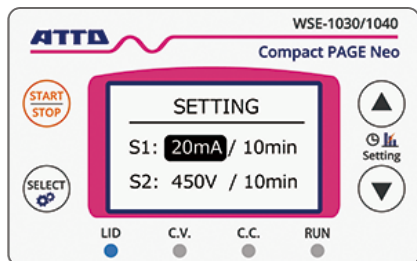 ATTO
WSE-1030/1040
Compact PAGE Neo
START
STOP
SETTING
S1: 20mA / 10min
S2: 450V / 10min
Setting
SELECT
LID
C.V.
C.C.
RUN